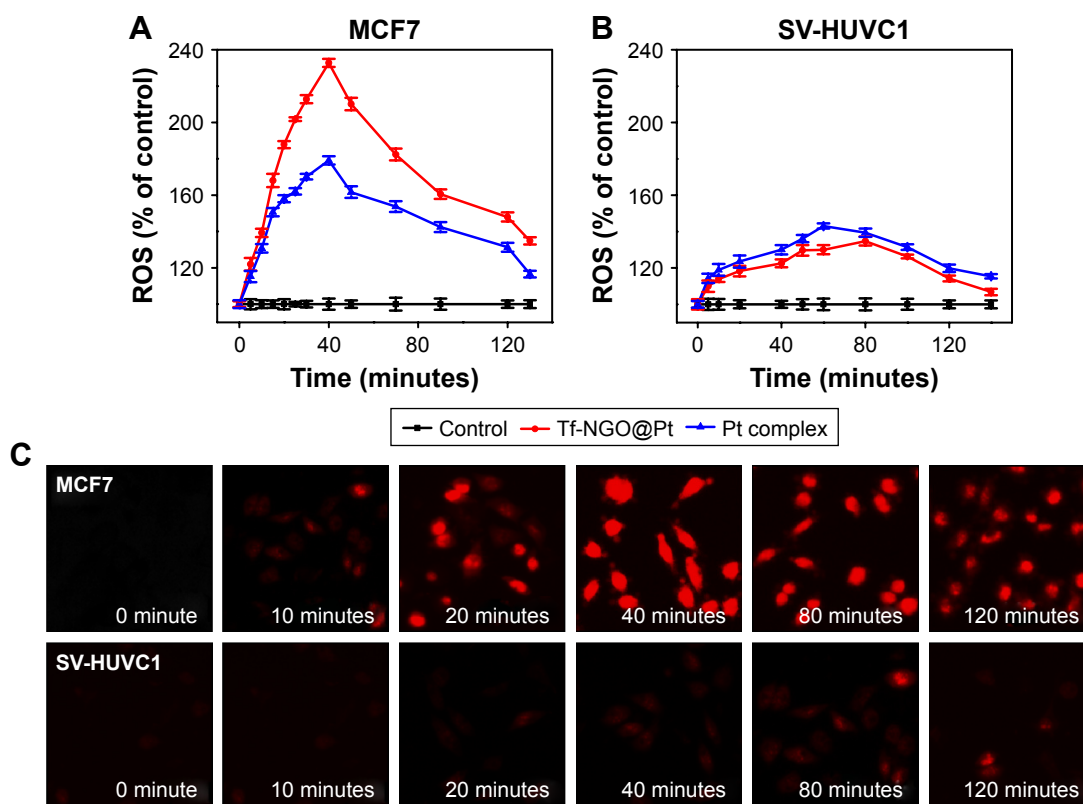 A
MCF7
ROS (% of control)
240
200
160
120
0
40
80
120
Time (minutes)
B
SV-HUVC1
ROS (% of control)
240
200
160
120
0
40
80
120
Time (minutes)
Control Tf-NGO@Pt Pt complex
C
MCF7
0 minute 10 minutes 20 minutes 40 minutes 80 minutes 120 minutes
SV-HUVC1
0 minute 10 minutes 20 minutes 40 minutes 80 minutes 120 minutes